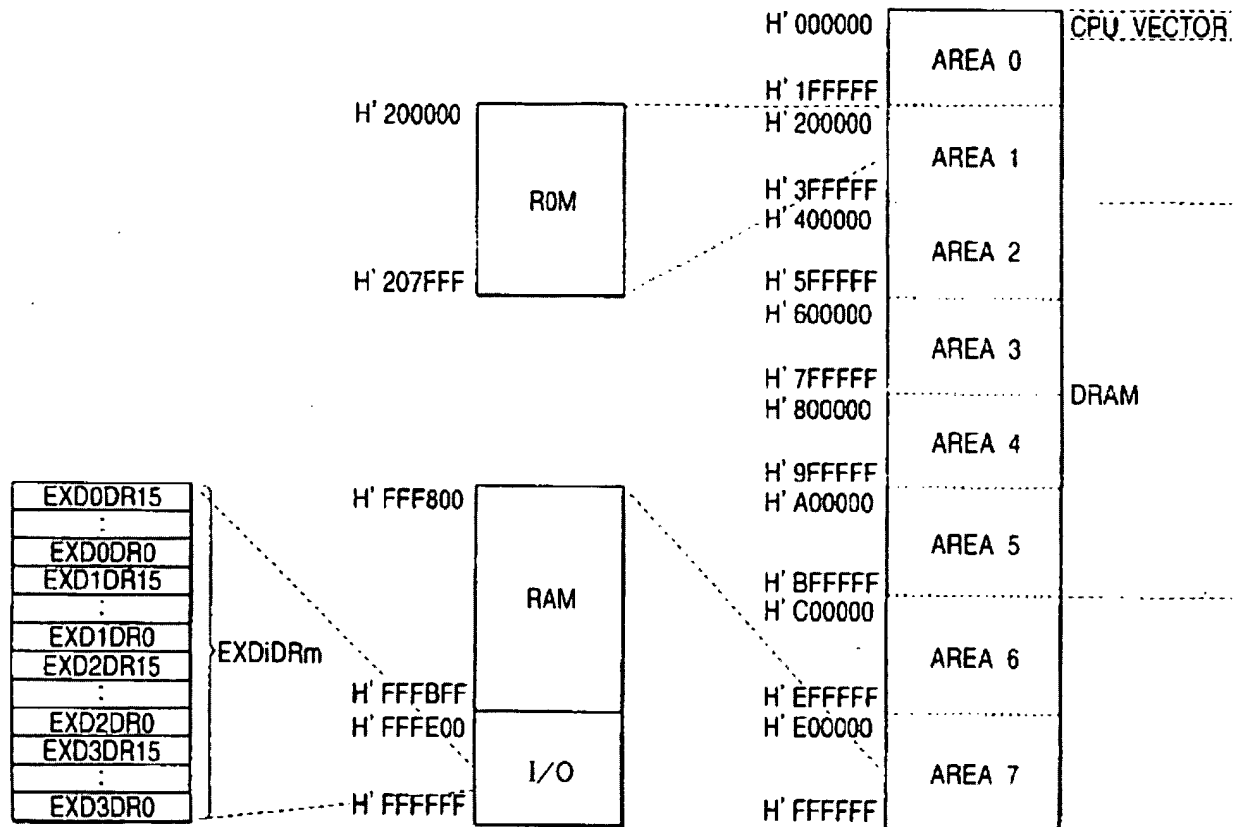 EXD0DR15
:
EXD0DR0
EXD1DR15
:
EXD1DR0
EXD2DR15
:
EXD2DR0
EXD3DR15
:
EXD3DR0
EXDiDRm
H' 200000
ROM
H' 207FFF
H' FFF800
RAM
H' FFFBFF
H' FFFE00
I/O
H' FFFFFF
H' 000000
AREA 0
CPU VECTOR
H' 1FFFFF
H' 200000
AREA 1
H' 3FFFFF
H' 400000
AREA 2
H' 5FFFFF
H' 600000
AREA 3
H' 7FFFFF
H' 800000
DRAM
AREA 4
H' 9FFFFF
H' A00000
AREA 5
H' BFFFFF
H' C00000
AREA 6
H' EFFFFF
H' E00000
AREA 7
H' FFFFFF